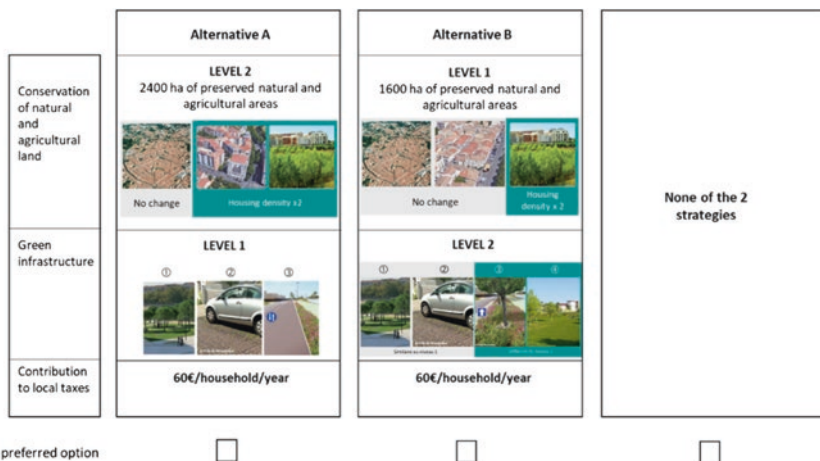 Alternative A
Alternative B
Conservation
of natural
and
agricultural
land
LEVEL 2
2400 ha of preserved natural and
agricultural areas
No change
Housing density x2
LEVEL 1
1600 ha of preserved natural and
agricultural areas
No change
Housing
density x 2
None of the 2
strategies
Green
infrastructure
LEVEL 1
① ② ③
LEVEL 2
① ② ③ ④
Contribution
to local taxes
60€/household/year
60€/household/year
preferred option